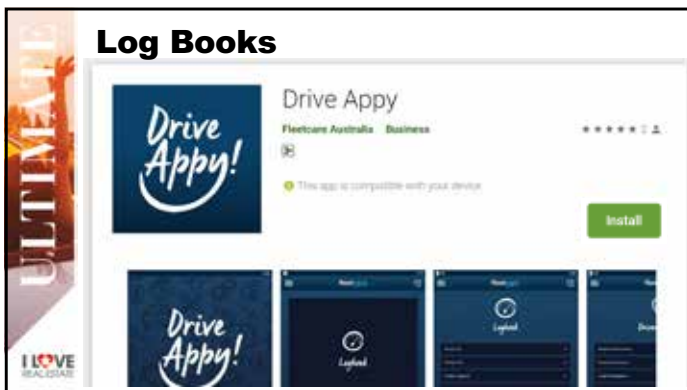 Log Books
ULTIMATE
Drive
Appy!
Drive Appy
Fleetcare Australia Business
This app is compatible with your device
Install
Drive
Appy!
Logbook
Logbook
I LOVE
REAL ESTATE